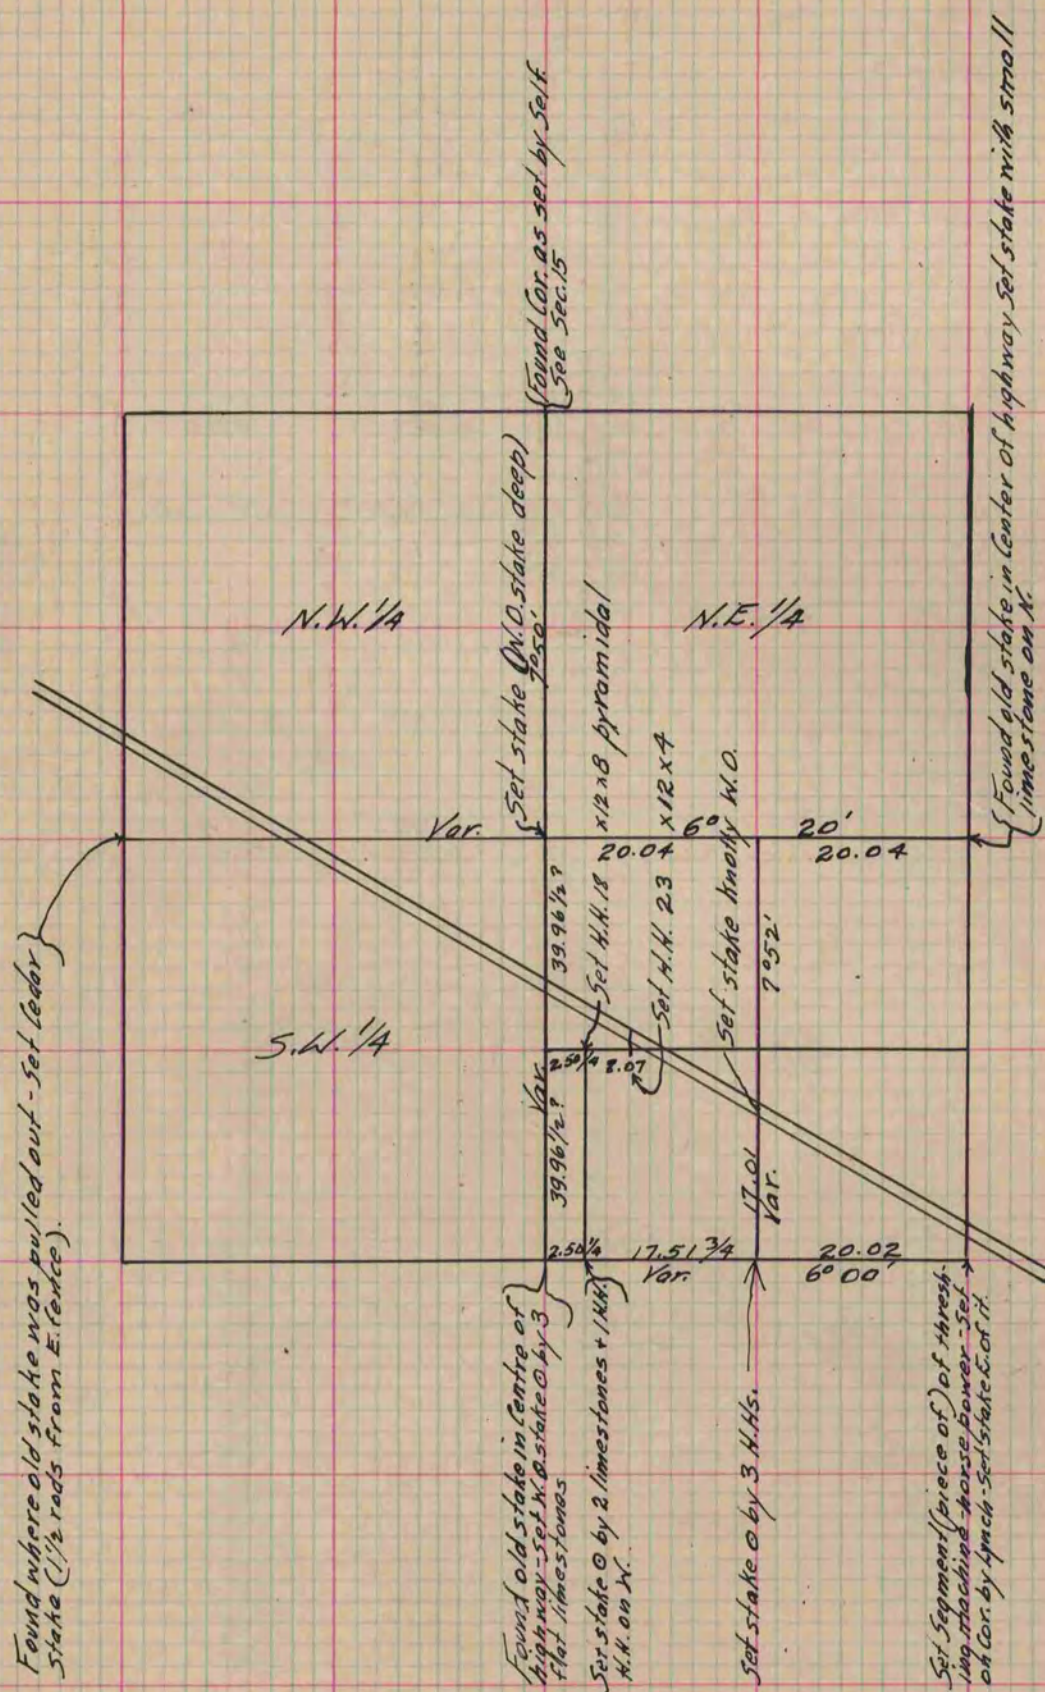 Found where old stake was pulled out - Set Cedar
Stake (1½ rods from E. fence).
Found Cor. as set by Self.
See Sec. 15
N.W. ¼
Set stake (W.O. stake deep)
7°50'
N.E. ¼
Found old stake in Center of highway Set stake with small
limestone on N.
S.W. ¼
Var.
6° 20'
20.04
20.04
Set H.H. 18 x12 x8 pyramidal
Set H.H. 23 x12 x4
Set stake knotty W.O.
39.96½?
Var.
39.96½?
2.50¼
8.07
7°52'
17.01
Var.
2.50¼
17.51¾
Var.
20.02
6° 00'
Found old stake in Centre of
highway - Set W.O. stake ⊙ by 3
flat limestones
Set stake ⊙ by 2 limestones + 1 H.H.
H.H. on W.
Set stake ⊙ by 3 H.Hs.
Set Segment (piece of) of thresh-
ing machine horse power - Set
on Cor. by Lynch - Set stake E. of it.